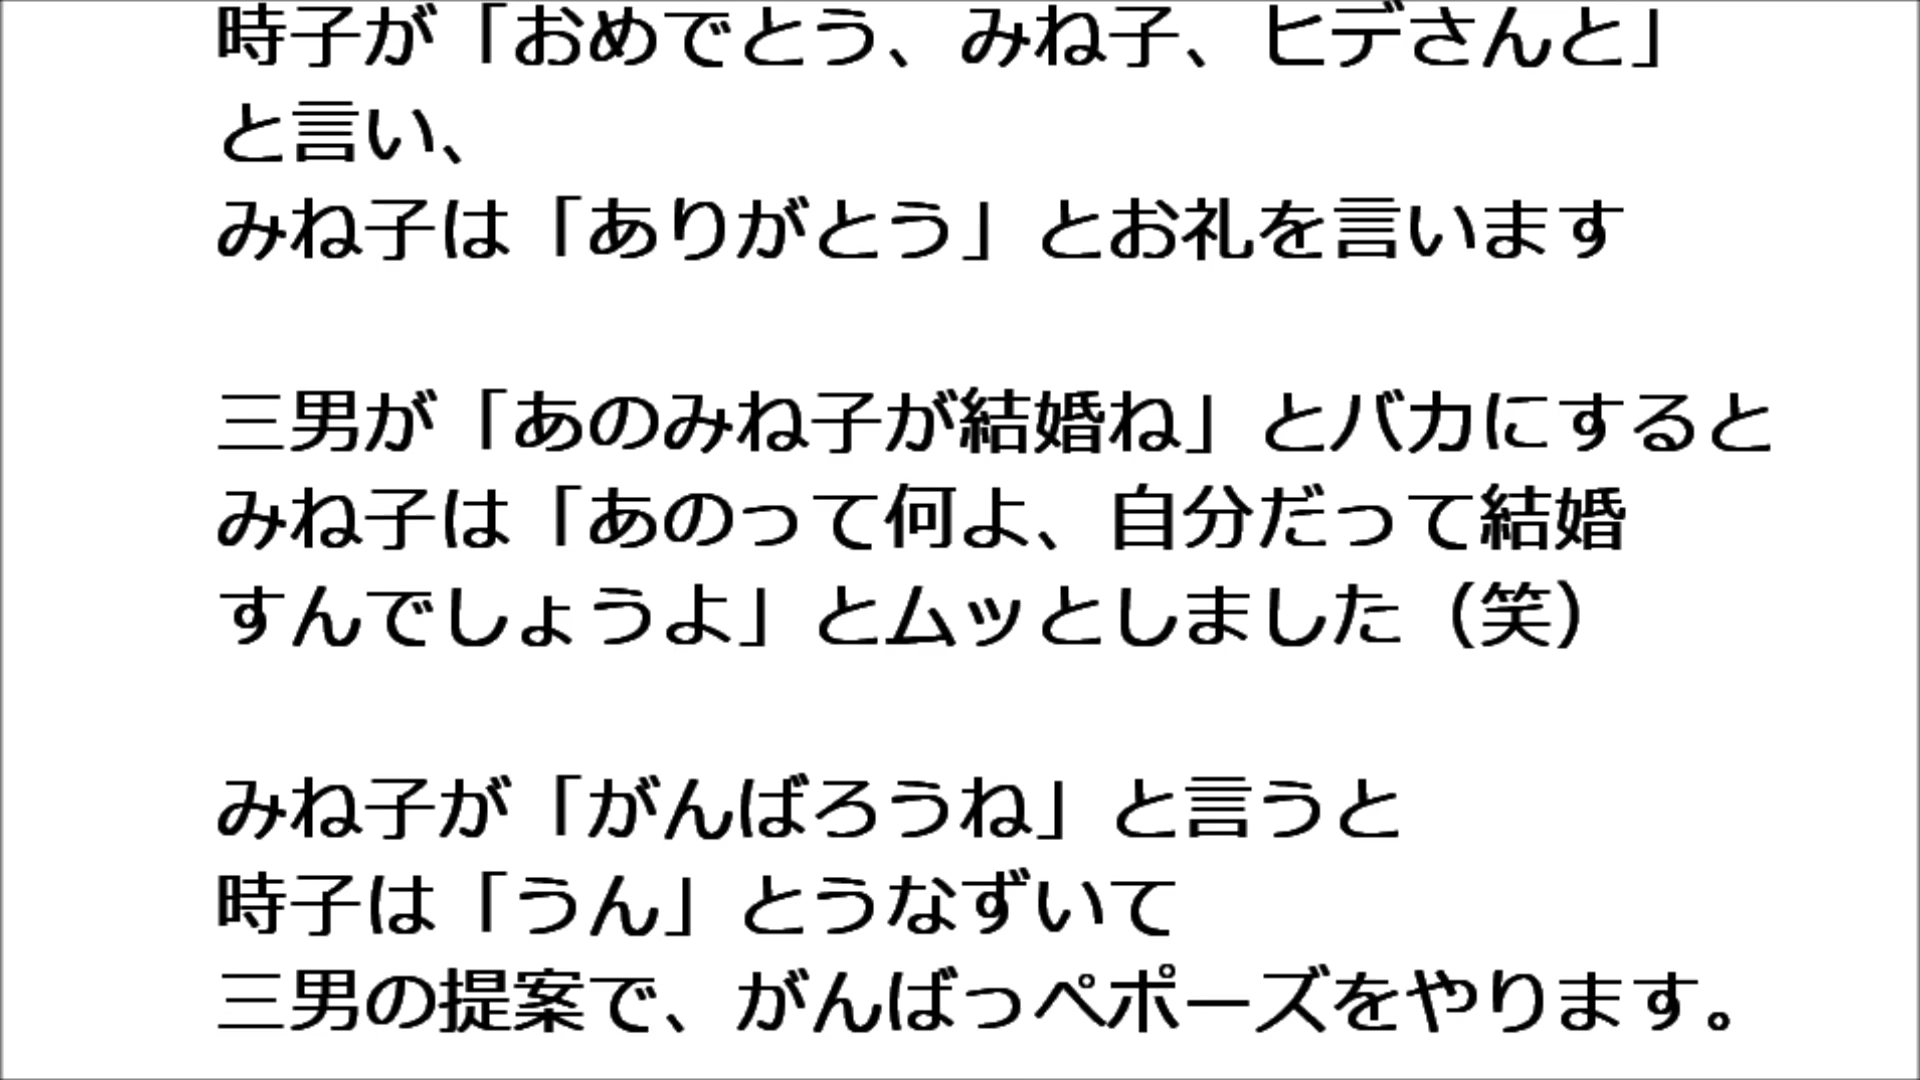 時子が「おめでとう、みね子、ヒデさんと」
と言い、
みね子は「ありがとう」とお礼を言います
三男が「あのみね子が結婚ね」とバカにすると
みね子は「あのって何よ、自分だって結婚
すんでしょうよ」とムッとしました（笑）
みね子が「がんばろうね」と言うと
時子は「うん」とうなずいて
三男の提案で、がんばっぺポーズをやります。